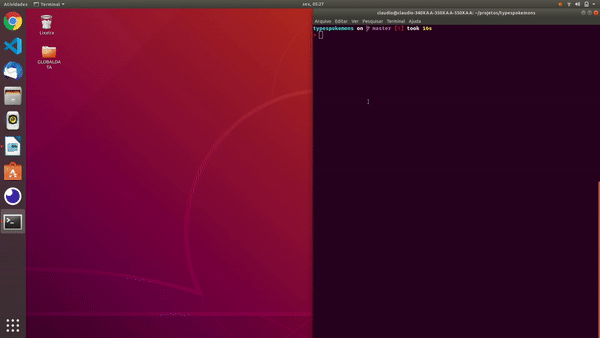 Atividades Terminal
sex, 00:27
claudio@claudio-340XAA-350XAA-550XAA: ~/projetos/typespokemons
Arquivo Editar Ver Pesquisar Terminal Ajuda
typespokemons on master [!] took 16s
Lixeira
GLOBALDATA